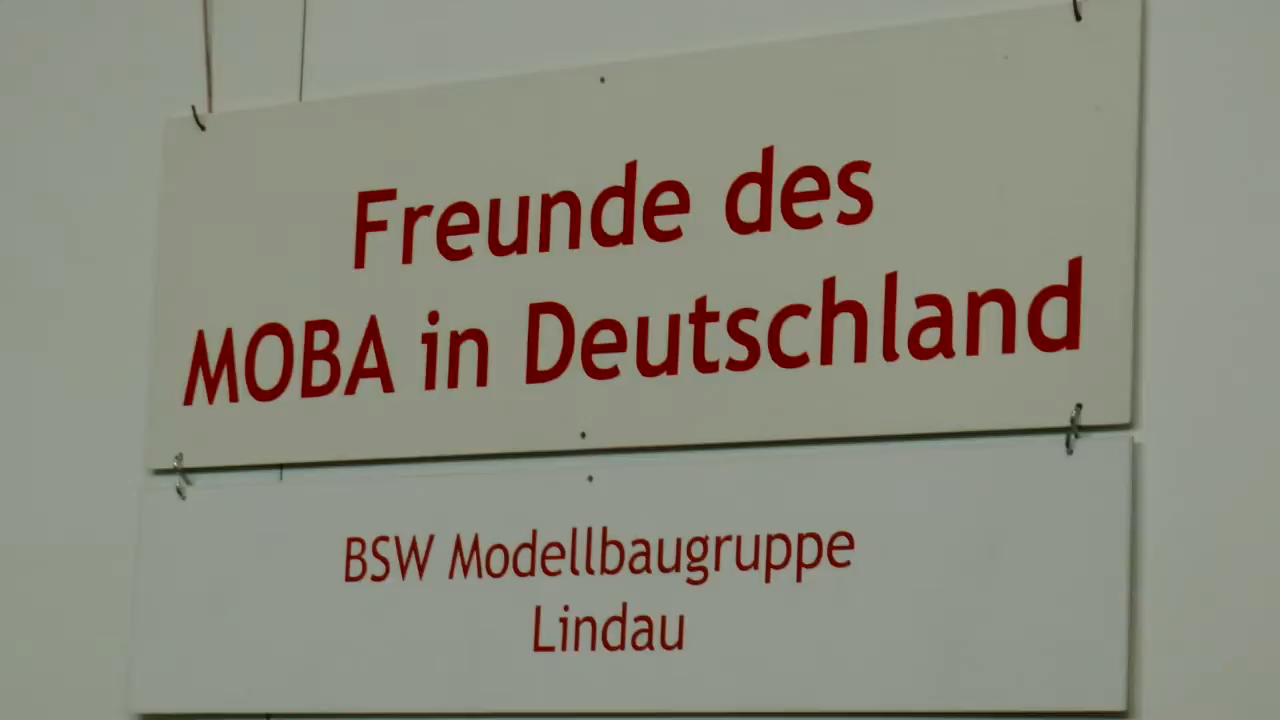 Freunde des
MOBA in Deutschland
BSW Modellbaugruppe
Lindau